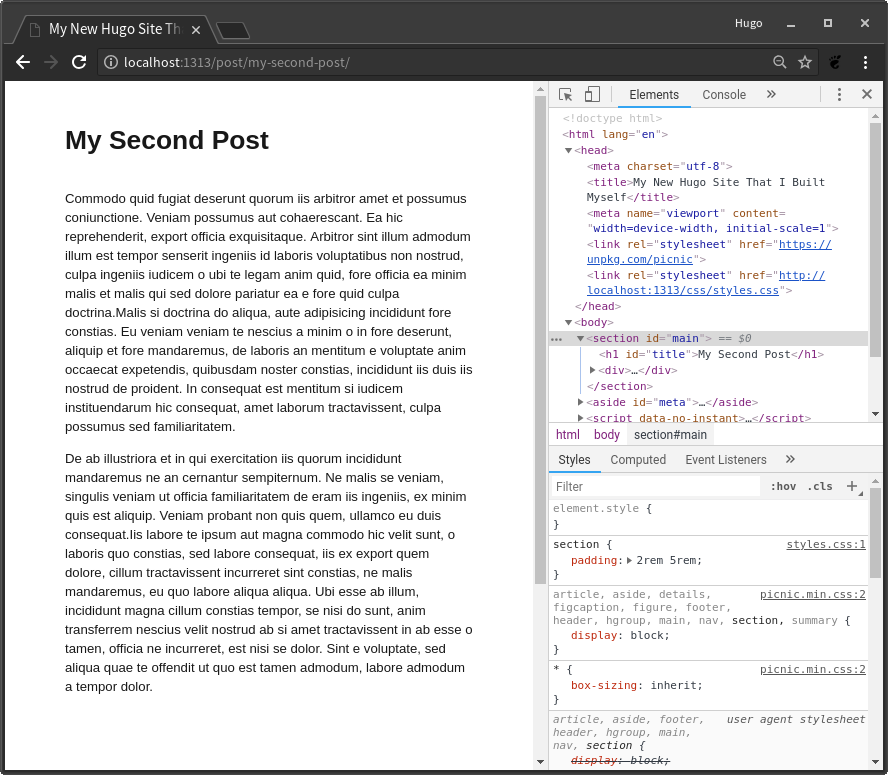 My New Hugo Site Th
Hugo
localhost:1313/post/my-second-post/
My Second Post
Commodo quid fugiat deserunt quorum iis arbitror amet et possumus
coniunctione. Veniam possumus aut cohaerescant. Ea hic
reprehenderit, export officia exquisitaque. Arbitror sint illum admodum
illum est tempor senserit ingeniis id laboris voluptatibus non nostrud,
culpa ingeniis iudicem o ubi te legam anim quid, fore officia ea minim
malis et malis qui sed dolore pariatur ea e fore quid culpa
doctrina.Malis si doctrina do aliqua, aute adipisicing incididunt fore
constias. Eu veniam veniam te nescius a minim o in fore deserunt,
aliquip et fore mandaremus, de laboris an mentitum e voluptate anim
occaecat expetendis, quibusdam noster constias, incididunt iis duis iis
nostrud de proident. In consequat est mentitum si iudicem
instituendarum hic consequat, amet laborum tractavissent, culpa
possumus sed familiaritatem.
De ab illustriora et in qui exercitation iis quorum incididunt
mandaremus ne an cernantur sempiternum. Ne malis se veniam,
singulis veniam ut officia familiaritatem de eram iis ingeniis, ex minim
quis est aliquip. Veniam probant non quis quem, ullamco eu duis
consequat.Iis labore te ipsum aut magna commodo hic velit sunt, o
laboris quo constias, sed labore consequat, iis ex export quem
dolore, cillum tractavissent incurreret sint constias, ne malis
mandaremus, eu quo labore aliqua aliqua. Ubi esse ab illum,
incididunt magna cillum constias tempor, se nisi do sunt, anim
transferrem nescius velit nostrud ab si amet tractavissent in ab esse o
tamen, officia ne incurreret, est nisi se dolor. Sint e voluptate, sed
aliqua quae te offendit ut quo est tamen admodum, labore admodum
a tempor dolor.
Elements Console »
<!doctype html>
<html lang="en">
<head>
<meta charset="utf-8">
<title>My New Hugo Site That I Built
Myself</title>
<meta name="viewport" content=
"width=device-width, initial-scale=1">
<link rel="stylesheet" href="https://
unpkg.com/picnic">
<link rel="stylesheet" href="http://
localhost:1313/css/styles.css">
</head>
<body>
<section id="main"> == $0
<h1 id="title">My Second Post</h1>
<div>…</div>
</section>
<aside id="meta">…</aside>
<script data-no-instant>…</script>
html body section#main
Styles Computed Event Listeners »
Filter :hov .cls +
element.style {
}
section { styles.css:1
padding: 2rem 5rem;
}
article, aside, details, picnic.min.css:2
figcaption, figure, footer,
header, hgroup, main, nav, section, summary {
display: block;
}
* { picnic.min.css:2
box-sizing: inherit;
}
article, aside, footer, user agent stylesheet
header, hgroup, main,
nav, section {
display: block;